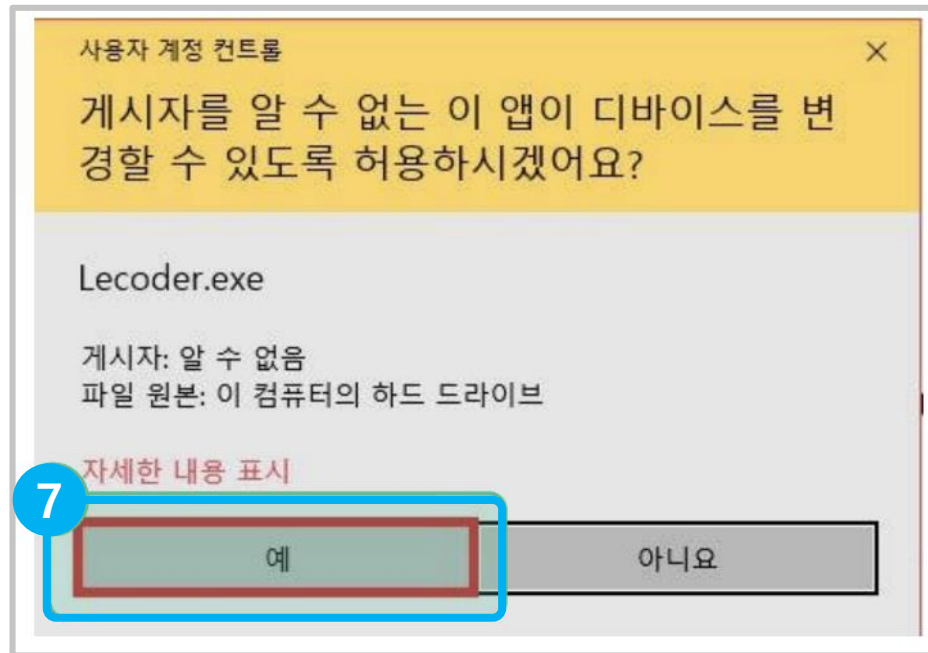 사용자 계정 컨트롤
게시자를 알 수 없는 이 앱이 디바이스를 변
경할 수 있도록 허용하시겠어요?
Lecoder.exe
게시자: 알 수 없음
파일 원본: 이 컴퓨터의 하드 드라이브
자세한 내용 표시
7
예 아니요